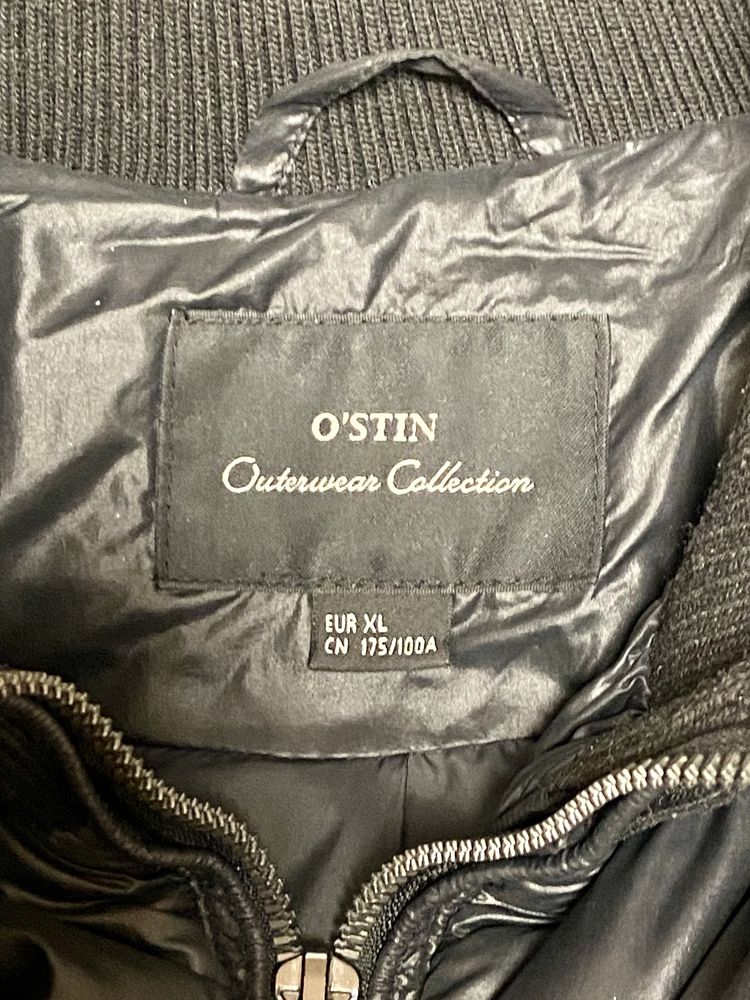 O'STIN
Outerwear Collection
EUR XL
CN 175/100A